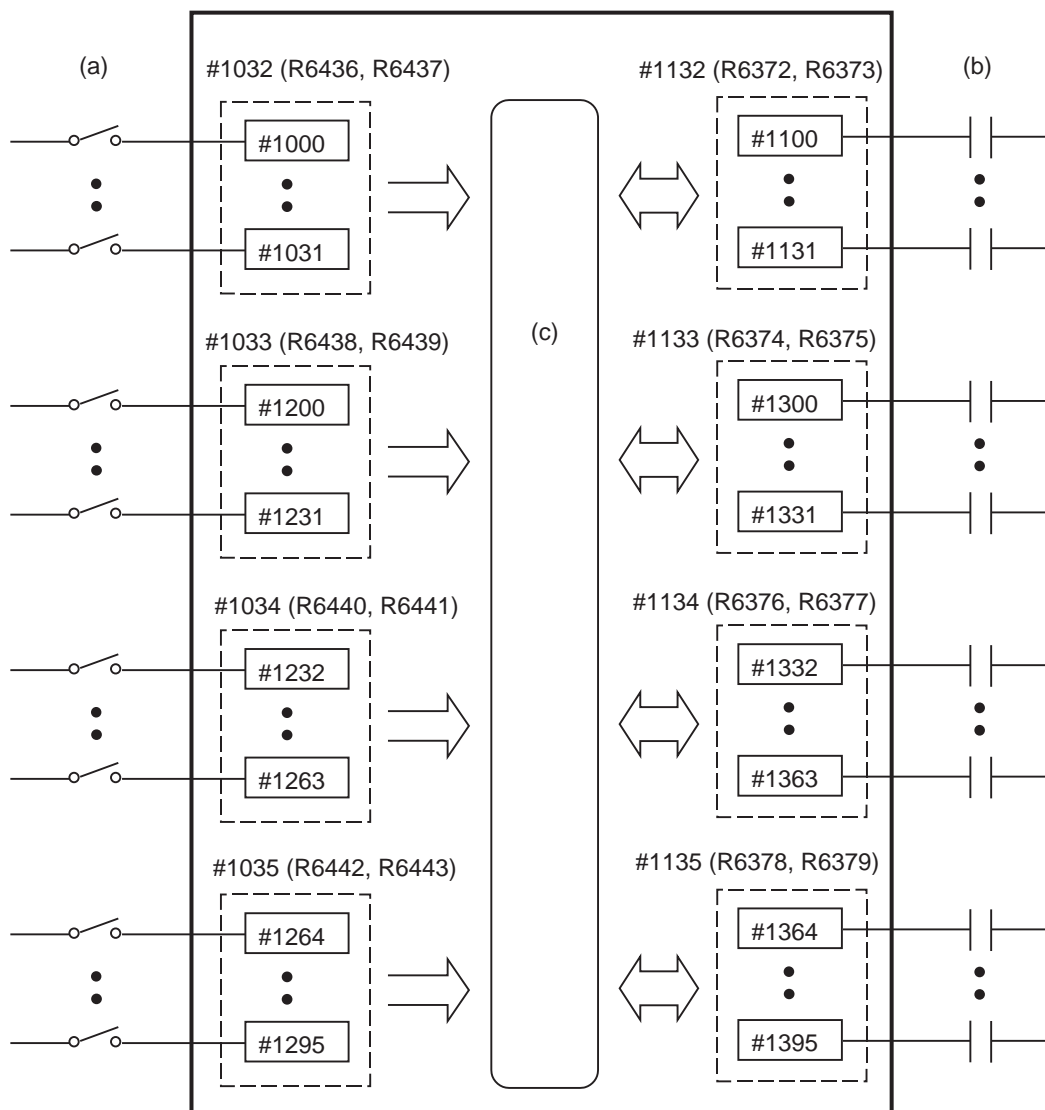 (a)
#1032 (R6436, R6437)
#1132 (R6372, R6373)
(b)
#1000
#1100
#1031
#1131
(c)
#1033 (R6438, R6439)
#1133 (R6374, R6375)
#1200
#1300
#1231
#1331
#1034 (R6440, R6441)
#1134 (R6376, R6377)
#1232
#1332
#1263
#1363
#1035 (R6442, R6443)
#1135 (R6378, R6379)
#1264
#1364
#1295
#1395